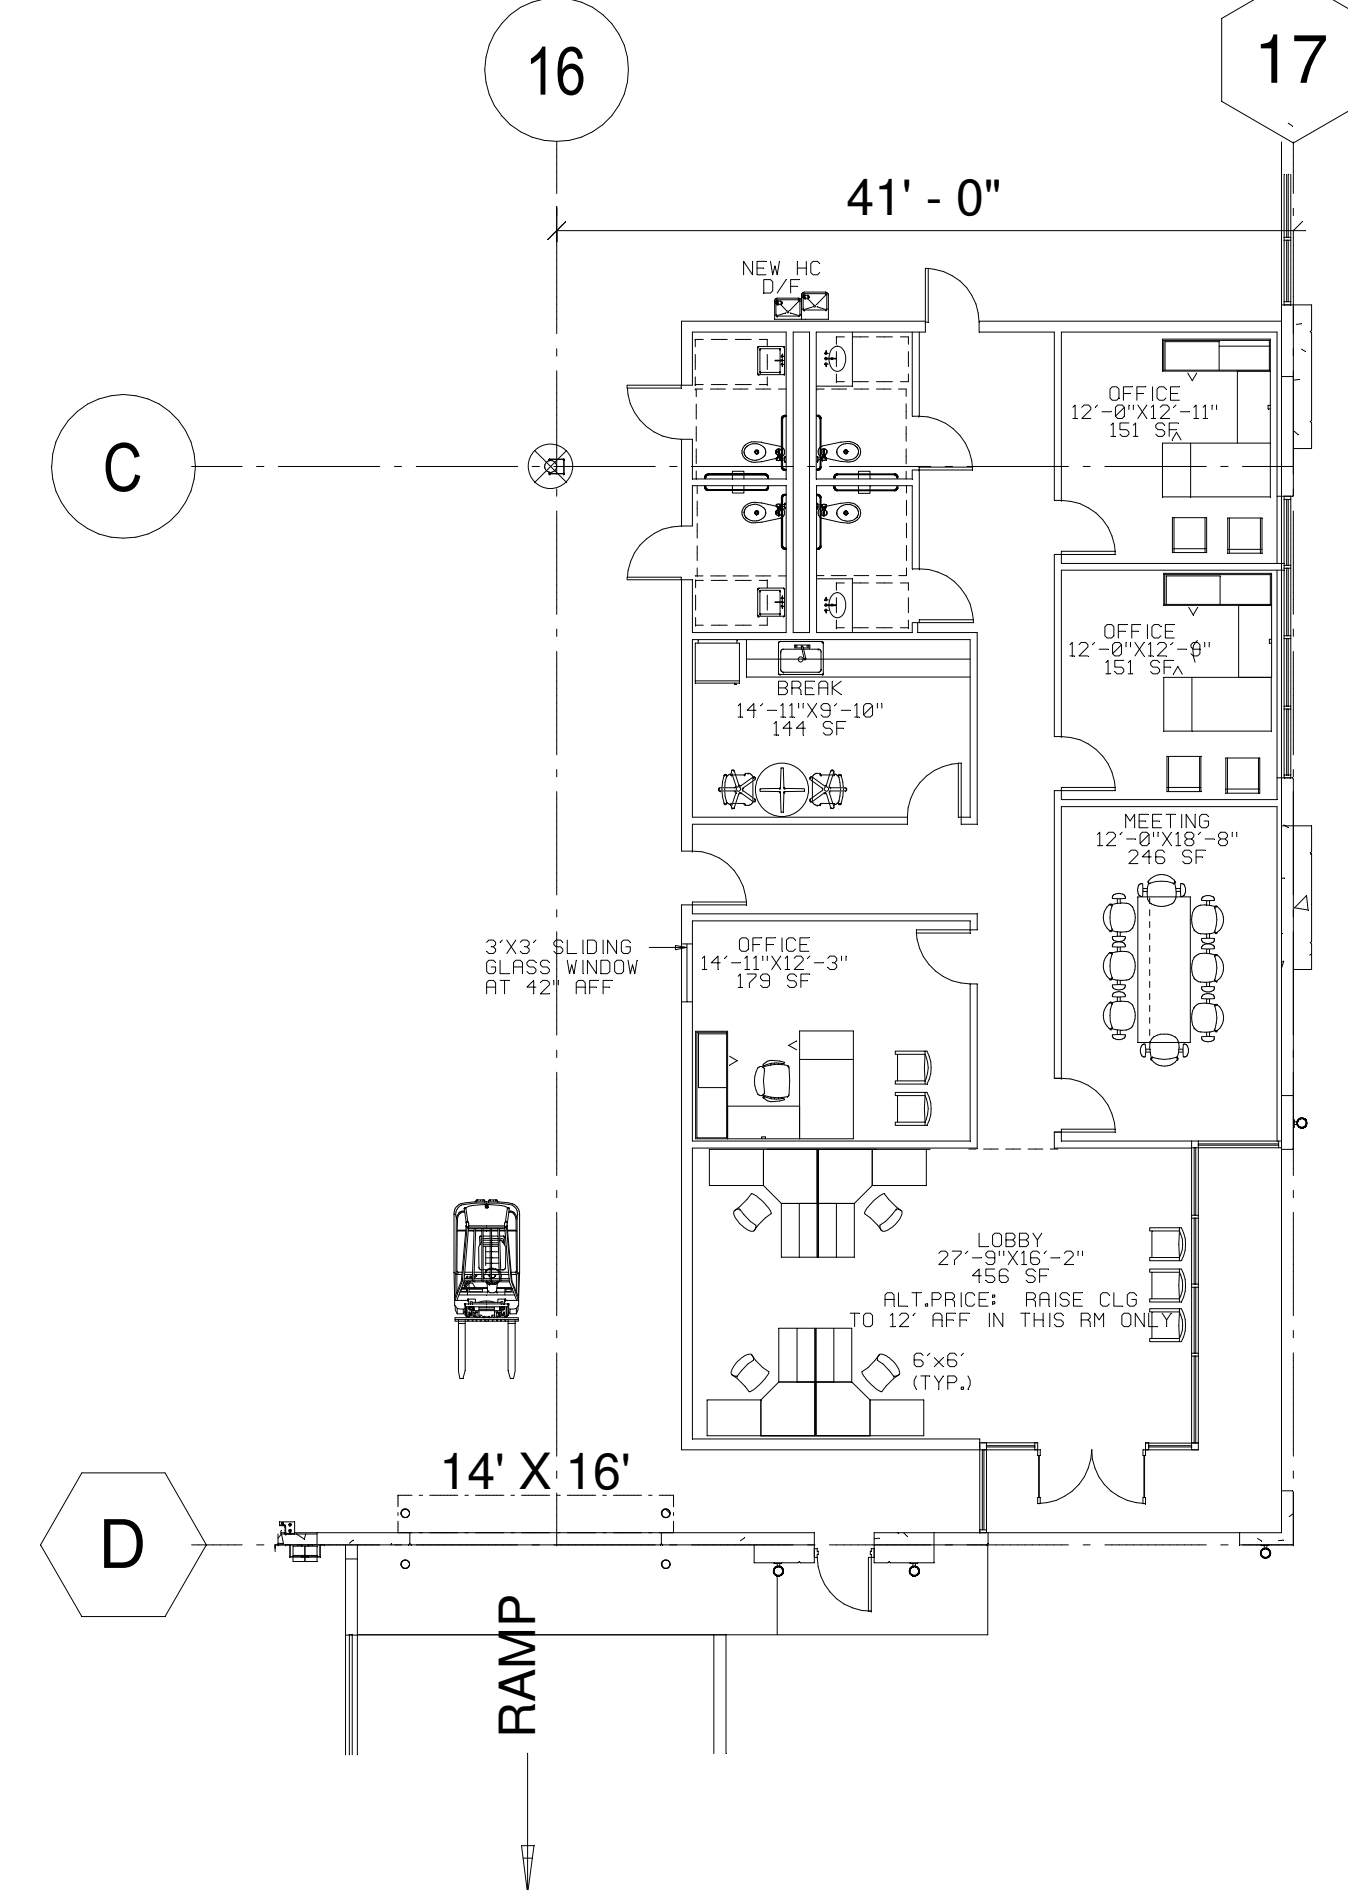 16
17
41' - 0"
NEW HC
D/F
C
OFFICE
12'-0"X12'-11"
151 SF
OFFICE
12'-0"X12'-9"
151 SF
BREAK
14'-11"X9'-10"
144 SF
MEETING
12'-0"X18'-8"
246 SF
3'X3' SLIDING
GLASS WINDOW
AT 42" AFF
OFFICE
14'-11"X12'-3"
179 SF
LOBBY
27'-9"X16'-2"
456 SF
ALT.PRICE: RAISE CLG
TO 12' AFF IN THIS RM ONLY
6'x6'
(TYP.)
14' X 16'
D
RAMP